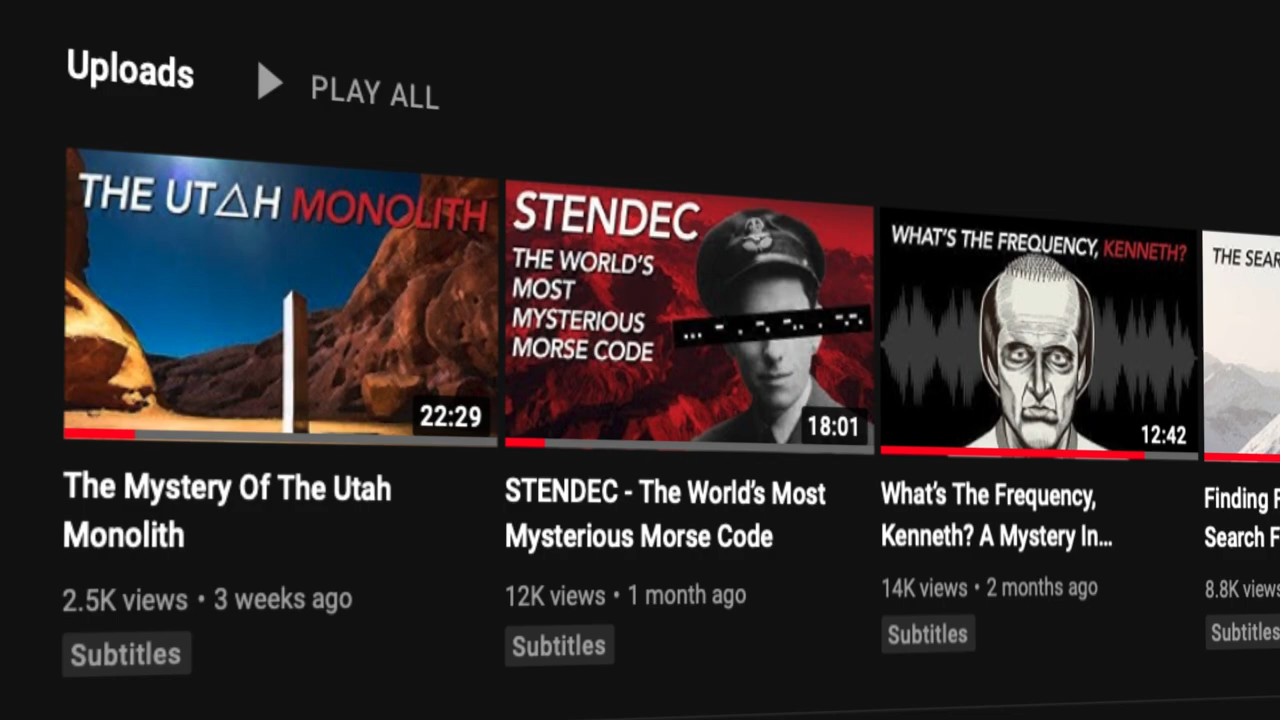 Uploads
PLAY ALL
THE UT△H MONOLITH
22:29
The Mystery Of The Utah
Monolith
2.5K views • 3 weeks ago
Subtitles
STENDEC
THE WORLD'S
MOST
MYSTERIOUS
MORSE CODE
18:01
STENDEC - The World's Most
Mysterious Morse Code
12K views • 1 month ago
Subtitles
WHAT'S THE FREQUENCY, KENNETH?
12:42
What's The Frequency,
Kenneth? A Mystery In...
14K views • 2 months ago
Subtitles
THE
Finding
Search
8.8K views
Subtitles